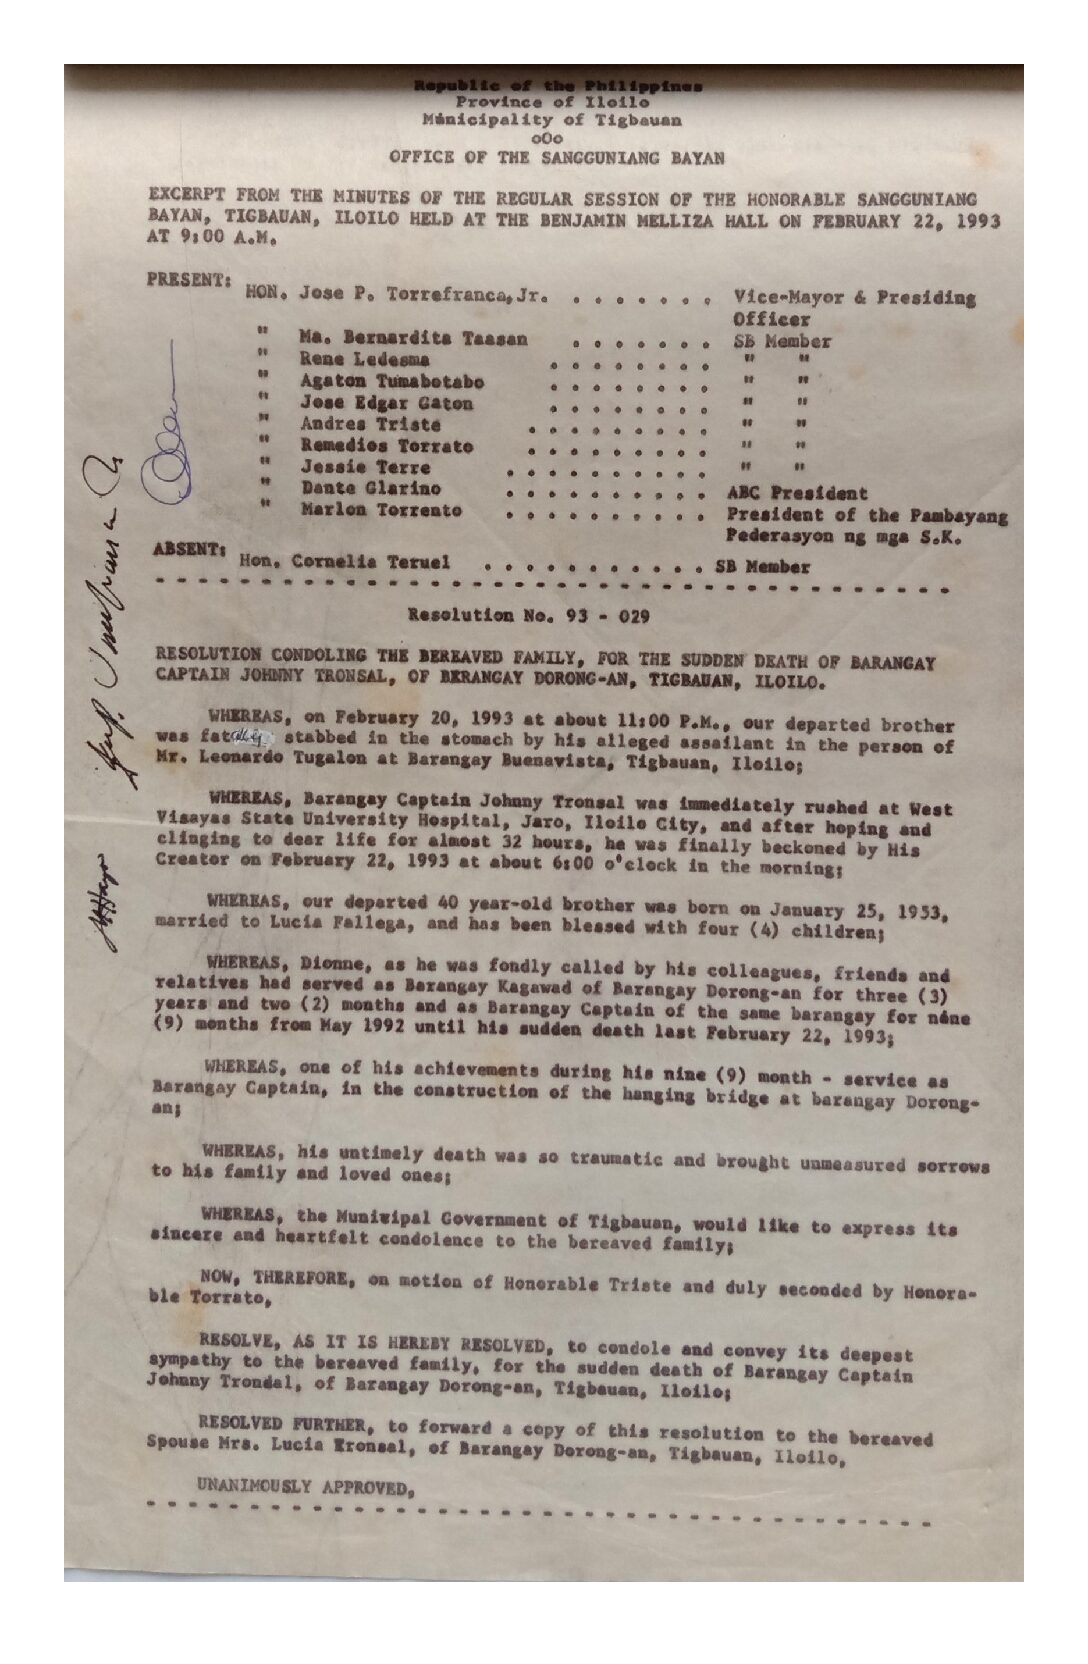 Republic of the Philippines
Province of Iloilo
Municipality of Tigbauan
oOo
OFFICE OF THE SANGGUNIANG BAYAN
EXCERPT FROM THE MINUTES OF THE REGULAR SESSION OF THE HONORABLE SANGGUNIANG
BAYAN, TIGBAUAN, ILOILO HELD AT THE BENJAMIN MELLIZA HALL ON FEBRUARY 22, 1993
AT 9:00 A.M.
PRESENT:
HON. Jose P. Torrefranca,Jr. . . . . . . . Vice-Mayor & Presiding
Officer
" Ma. Bernardita Taasan . . . . . . . SB Member
" Rene Ledesma . . . . . . . . " "
" Agaton Tumabotabo . . . . . . . . " "
" Jose Edgar Gaton . . . . . . . . " "
" Andres Triste . . . . . . . . . " "
" Remedios Torrato . . . . . . . . . " "
" Jessie Terre . . . . . . . . . . " "
" Dante Glarino . . . . . . . . . . ABC President
" Marlon Torrento . . . . . . . . . . President of the Pambayang
Pederasyon ng mga S.K.
ABSENT:
Hon. Cornelia Teruel . . . . . . . . . . . SB Member
- - - - - - - - - - - - - - - - - - - - - - - - - - - - - - - - - - - - - -
Resolution No. 93 - 029
RESOLUTION CONDOLING THE BEREAVED FAMILY, FOR THE SUDDEN DEATH OF BARANGAY
CAPTAIN JOHNNY TRONSAL, OF BERANGAY DORONG-AN, TIGBAUAN, ILOILO.
WHEREAS, on February 20, 1993 at about 11:00 P.M., our departed brother
was fatally stabbed in the stomach by his alleged assailant in the person of
Mr. Leonardo Tugalon at Barangay Buenavista, Tigbauan, Iloilo;
WHEREAS, Barangay Captain Johnny Tronsal was immediately rushed at West
Visayas State University Hospital, Jaro, Iloilo City, and after hoping and
clinging to dear life for almost 32 hours, he was finally beckoned by His
Creator on February 22, 1993 at about 6:00 o'clock in the morning;
WHEREAS, our departed 40 year-old brother was born on January 25, 1953,
married to Lucia Fallega, and has been blessed with four (4) children;
WHEREAS, Dionne, as he was fondly called by his colleagues, friends and
relatives had served as Barangay Kagawad of Barangay Dorong-an for three (3)
years and two (2) months and as Barangay Captain of the same barangay for nine
(9) months from May 1992 until his sudden death last February 22, 1993;
WHEREAS, one of his achievements during his nine (9) month - service as
Barangay Captain, in the construction of the hanging bridge at barangay Dorong-
an;
WHEREAS, his untimely death was so traumatic and brought unmeasured sorrows
to his family and loved ones;
WHEREAS, the Municipal Government of Tigbauan, would like to express its
sincere and heartfelt condolence to the bereaved family;
NOW, THEREFORE, on motion of Honorable Triste and duly seconded by Honora-
ble Torrato,
RESOLVE, AS IT IS HEREBY RESOLVED, to condole and convey its deepest
sympathy to the bereaved family, for the sudden death of Barangay Captain
Johnny Trondal, of Barangay Dorong-an, Tigbauan, Iloilo;
RESOLVED FURTHER, to forward a copy of this resolution to the bereaved
Spouse Mrs. Lucia Tronsal, of Barangay Dorong-an, Tigbauan, Iloilo,
UNANIMOUSLY APPROVED,
- - - - - - - - - - - - - - - - - - - - - - - - - - - - - - - - - - - - - -